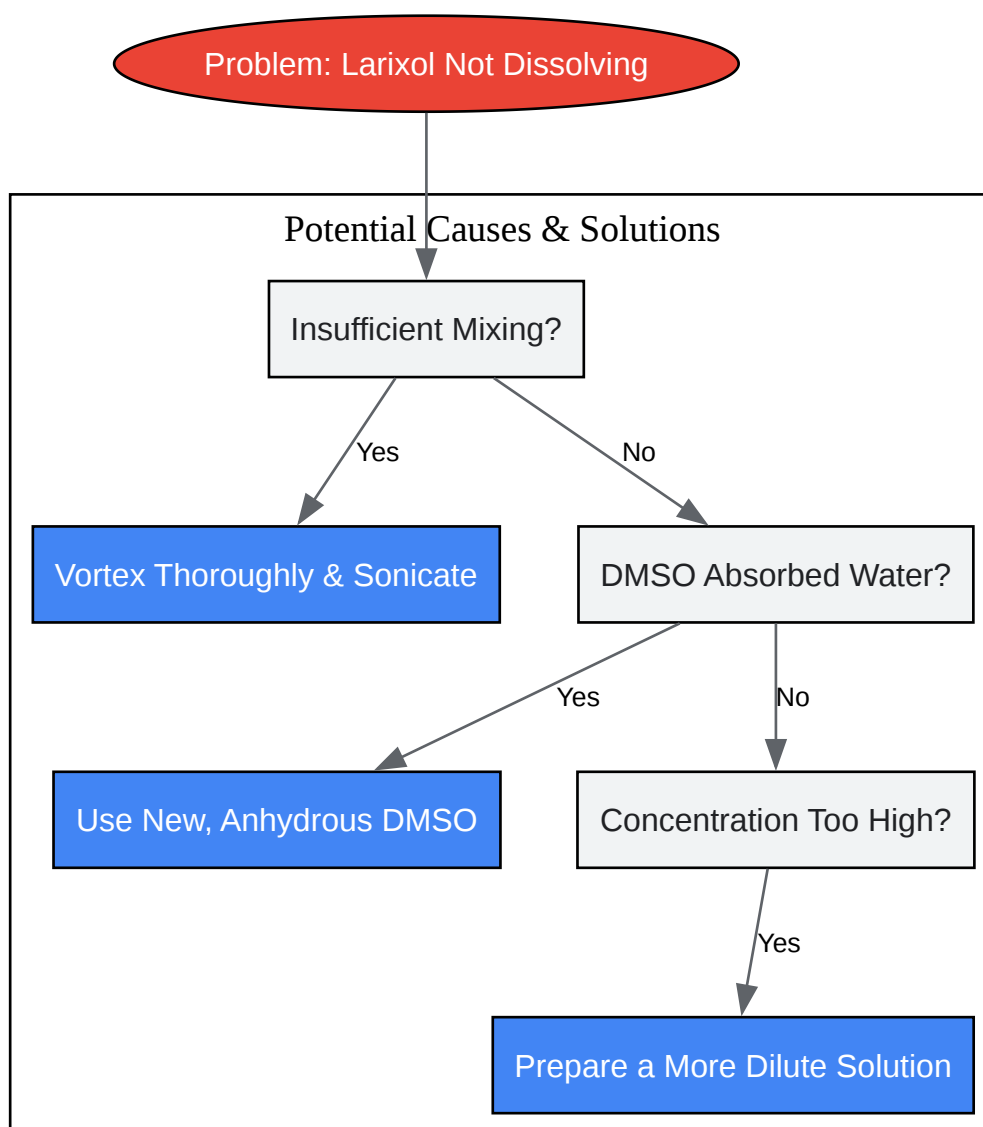 Problem: Larixol Not Dissolving
Potential Causes & Solutions
Insufficient Mixing?
Yes
No
Vortex Thoroughly & Sonicate
DMSO Absorbed Water?
Yes
No
Use New, Anhydrous DMSO
Concentration Too High?
Yes
Prepare a More Dilute Solution